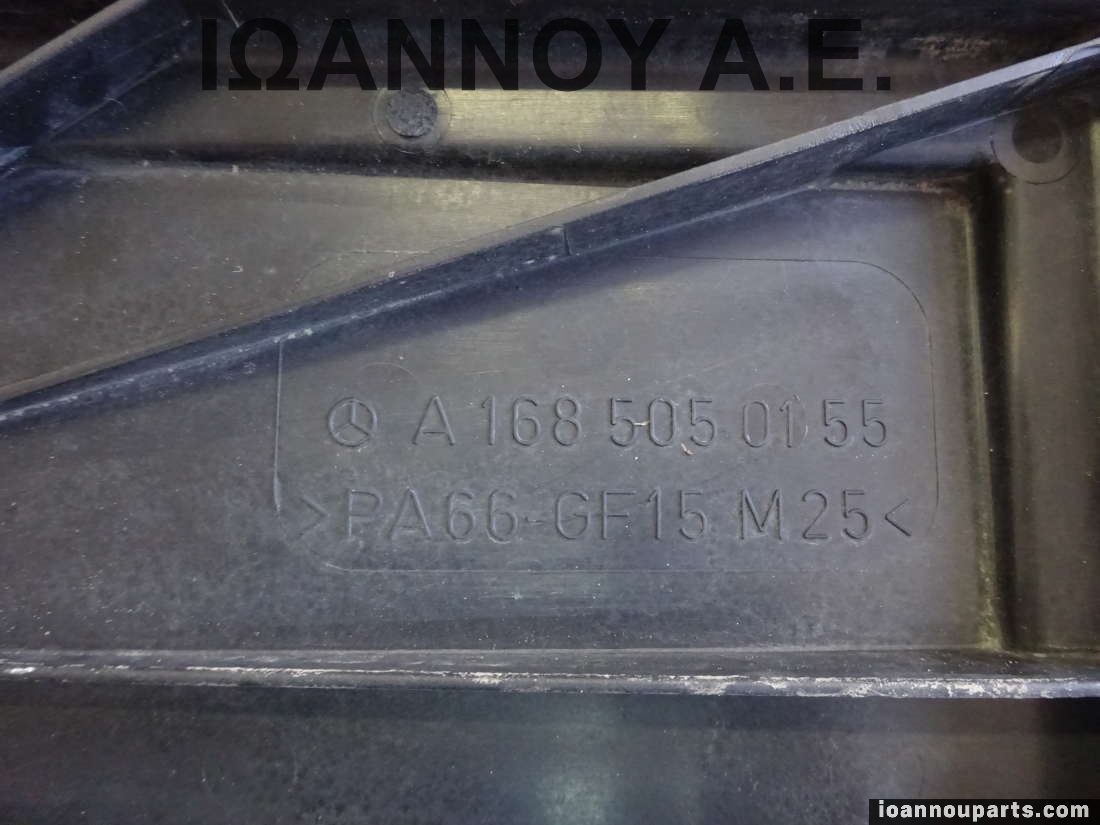 ΙΩΑΝΝΟΥ Α.Ε.
A 168 505 01 55
>PA66-GF15 M25<
ioannouparts.com